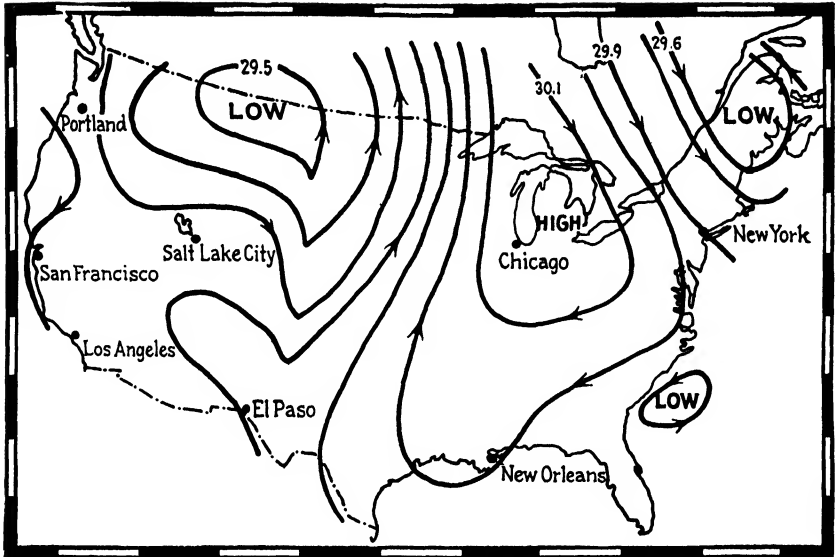 29.5
29.9
29.6
30.1
LOW
LOW
Portland
HIGH
New York
Salt Lake City
Chicago
San Francisco
Los Angeles
LOW
El Paso
New Orleans